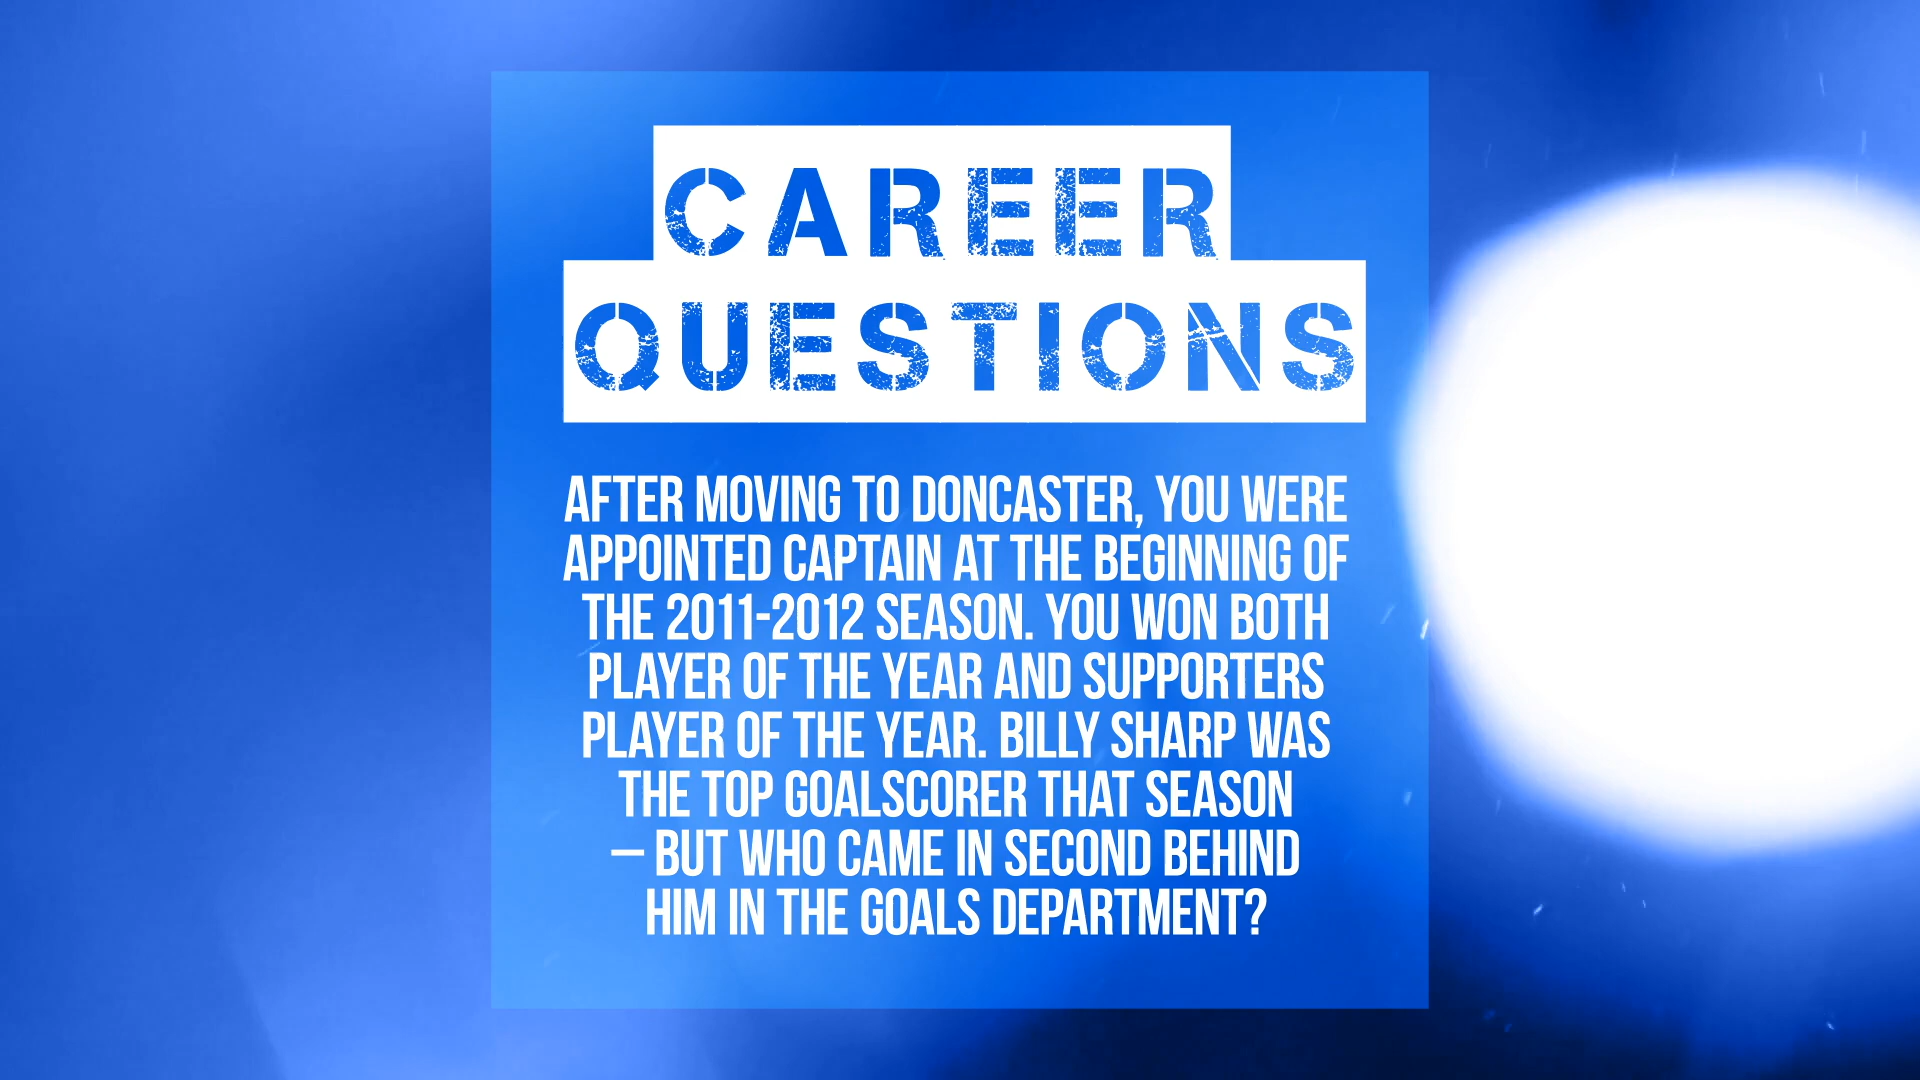 CAREER
QUESTIONS
AFTER MOVING TO DONCASTER, YOU WERE
APPOINTED CAPTAIN AT THE BEGINNING OF
THE 2011-2012 SEASON. YOU WON BOTH
PLAYER OF THE YEAR AND SUPPORTERS
PLAYER OF THE YEAR. BILLY SHARP WAS
THE TOP GOALSCORER THAT SEASON
– BUT WHO CAME IN SECOND BEHIND
HIM IN THE GOALS DEPARTMENT?